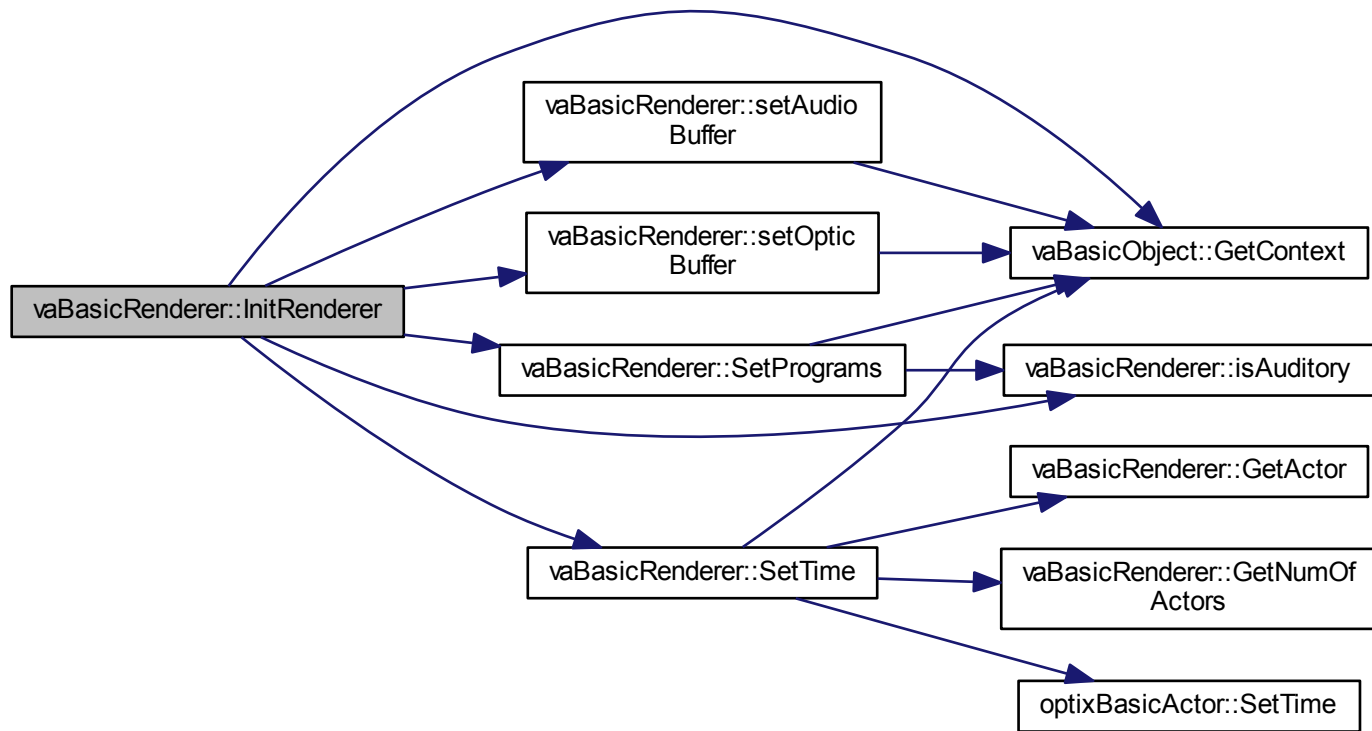 vaBasicRenderer::InitRenderer
vaBasicRenderer::setAudio
Buffer
vaBasicRenderer::setOptic
Buffer
vaBasicRenderer::SetPrograms
vaBasicRenderer::SetTime
vaBasicObject::GetContext
vaBasicRenderer::isAuditory
vaBasicRenderer::GetActor
vaBasicRenderer::GetNumOf
Actors
optixBasicActor::SetTime